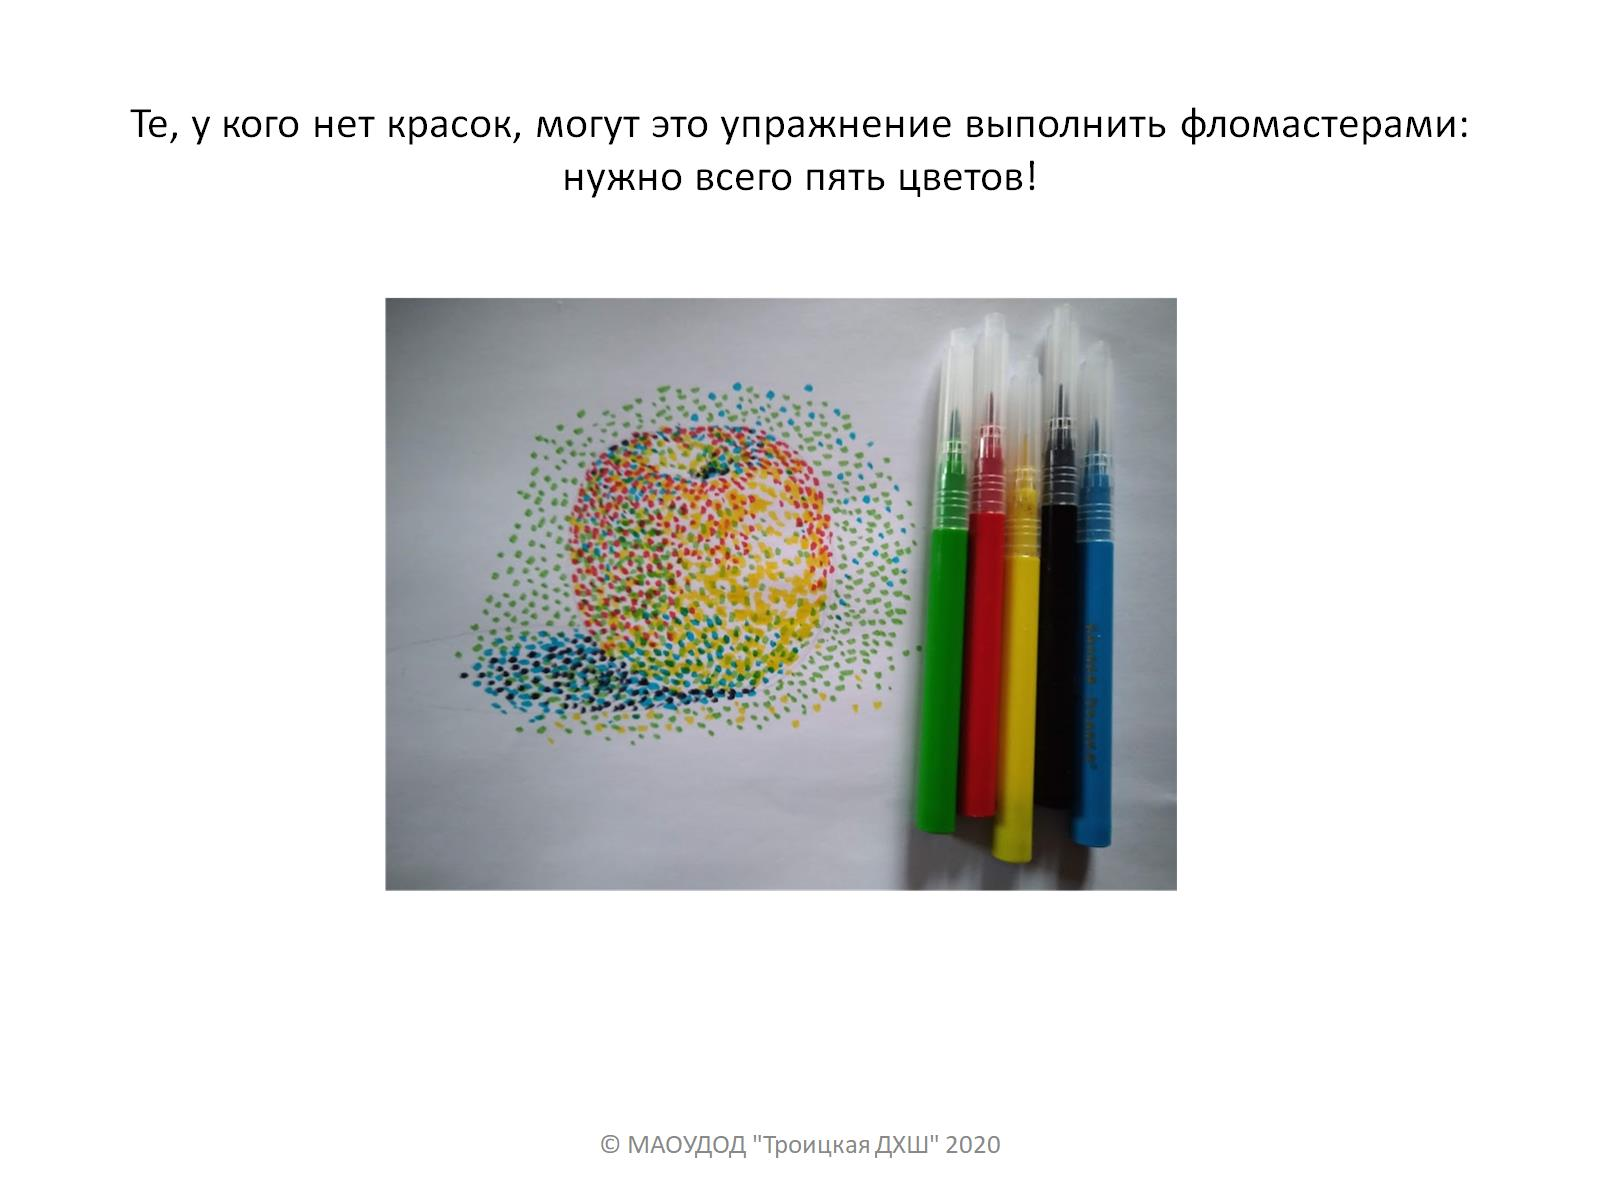 Те, у кого нет красок, могут это упражнение выполнить фломастерами:
нужно всего пять цветов!
© МАОУДОД "Троицкая ДХШ" 2020